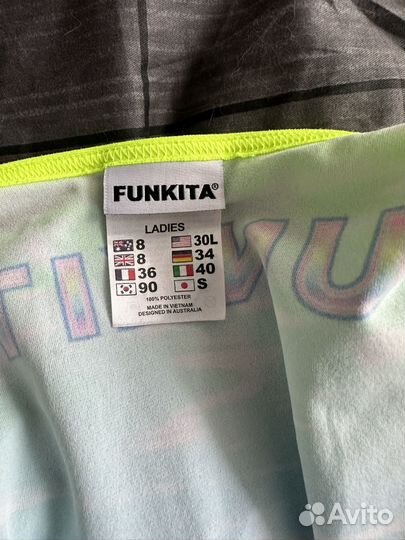 FUNKITA®
LADIES
8 30L
8 34
36 40
90 S
100% POLYESTER
MADE IN VIETNAM
DESIGNED IN AUSTRALIA
Avito